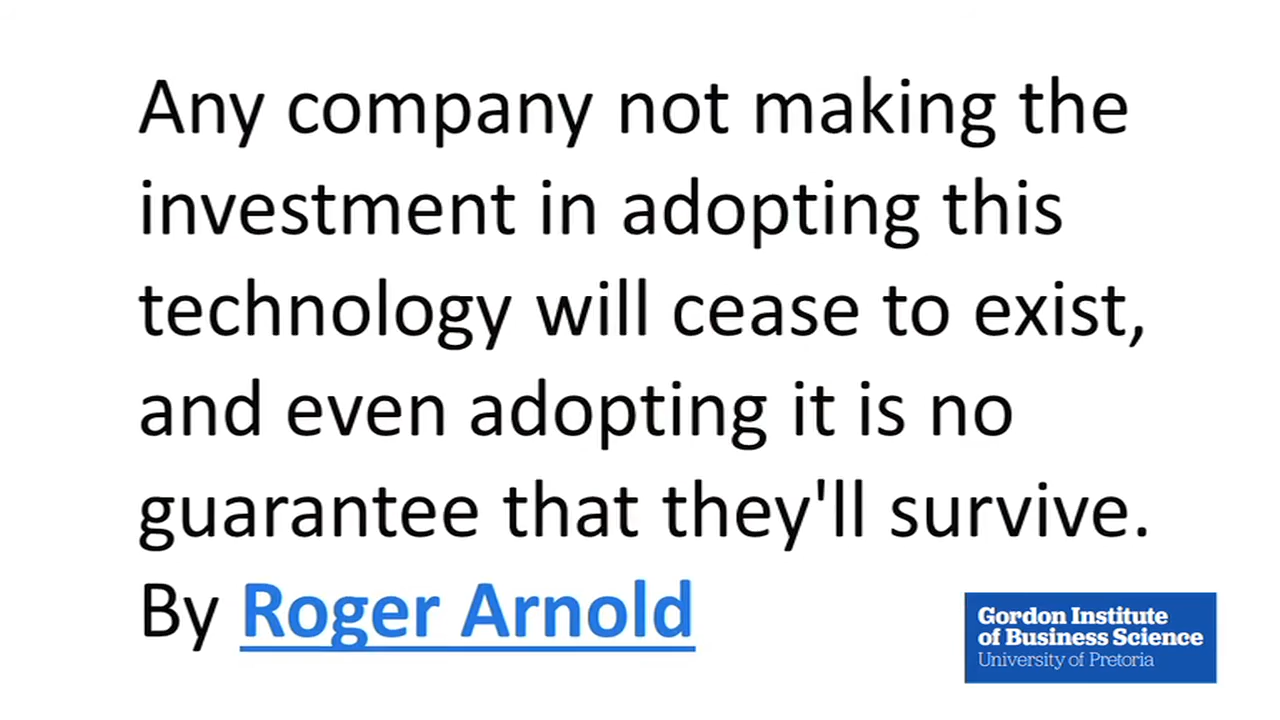 Any company not making the
investment in adopting this
technology will cease to exist,
and even adopting it is no
guarantee that they'll survive.
By Roger Arnold
Gordon Institute
of Business Science
University of Pretoria